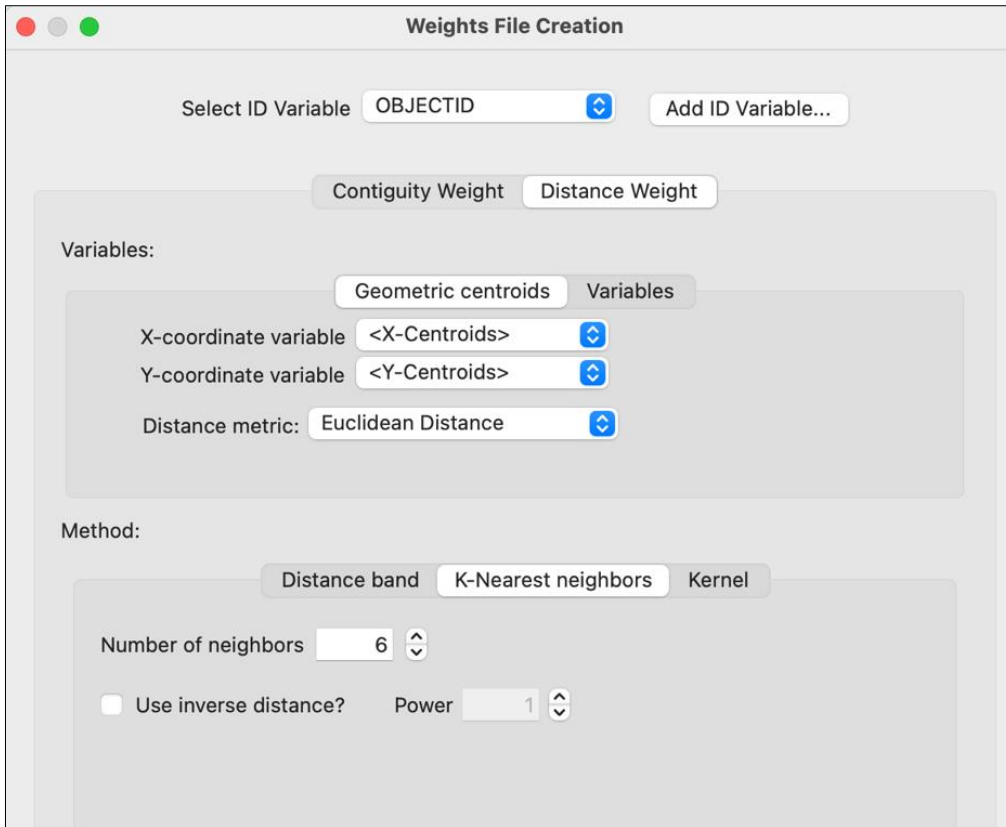 Weights File Creation
Select ID Variable OBJECTID Add ID Variable...
Contiguity Weight Distance Weight
Variables:
Geometric centroids Variables
X-coordinate variable <X-Centroids>
Y-coordinate variable <Y-Centroids>
Distance metric: Euclidean Distance
Method:
Distance band K-Nearest neighbors Kernel
Number of neighbors 6
Use inverse distance? Power 1